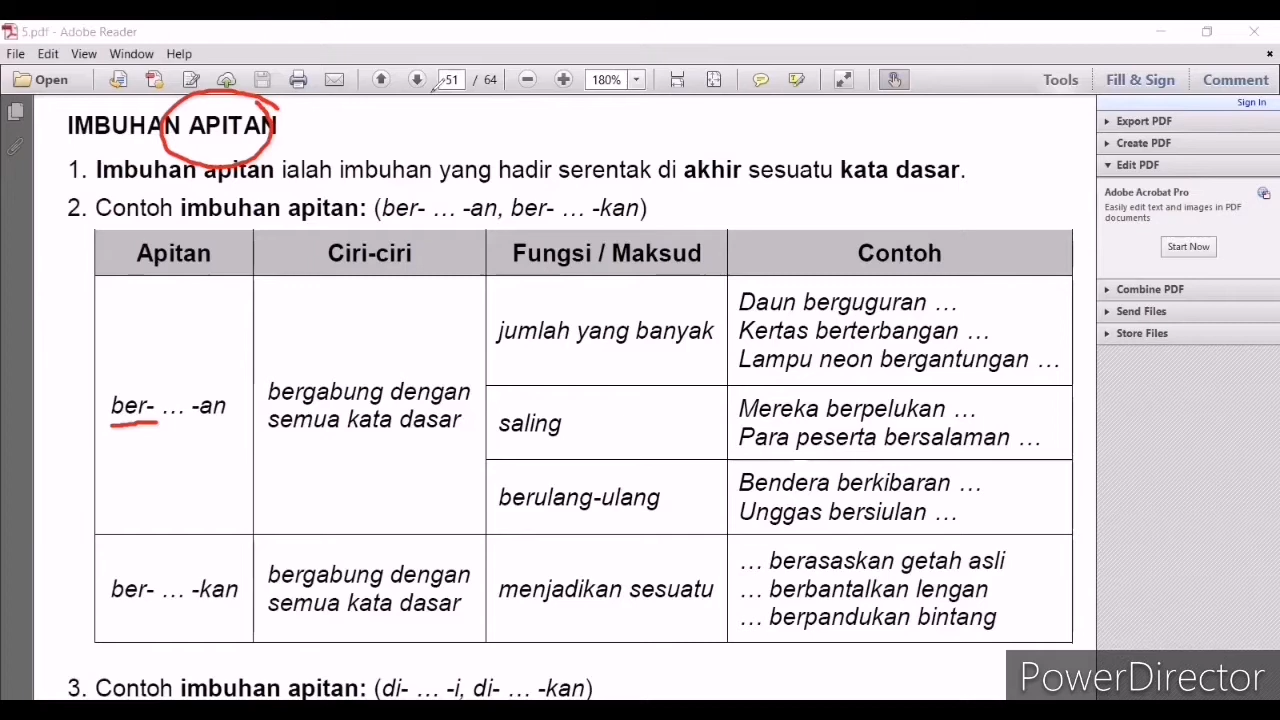 5.pdf - Adobe Reader
File Edit View Window Help
Open 51 / 64 180% Tools Fill & Sign Comment
Sign In
Export PDF
Create PDF
Edit PDF
Adobe Acrobat Pro
Easily edit text and images in PDF
documents
Start Now
Combine PDF
Send Files
Store Files
IMBUHAN APITAN
1. Imbuhan apitan ialah imbuhan yang hadir serentak di akhir sesuatu kata dasar.
2. Contoh imbuhan apitan: (ber- … -an, ber- … -kan)
Apitan Ciri-ciri Fungsi / Maksud Contoh
ber- … -an
bergabung dengan
semua kata dasar
jumlah yang banyak
Daun berguguran …
Kertas berterbangan …
Lampu neon bergantungan …
saling
Mereka berpelukan …
Para peserta bersalaman …
berulang-ulang
Bendera berkibaran …
Unggas bersiulan …
ber- … -kan
bergabung dengan
semua kata dasar
menjadikan sesuatu
… berasaskan getah asli
… berbantalkan lengan
… berpandukan bintang
3. Contoh imbuhan apitan: (di- … -i, di- … -kan)
PowerDirector